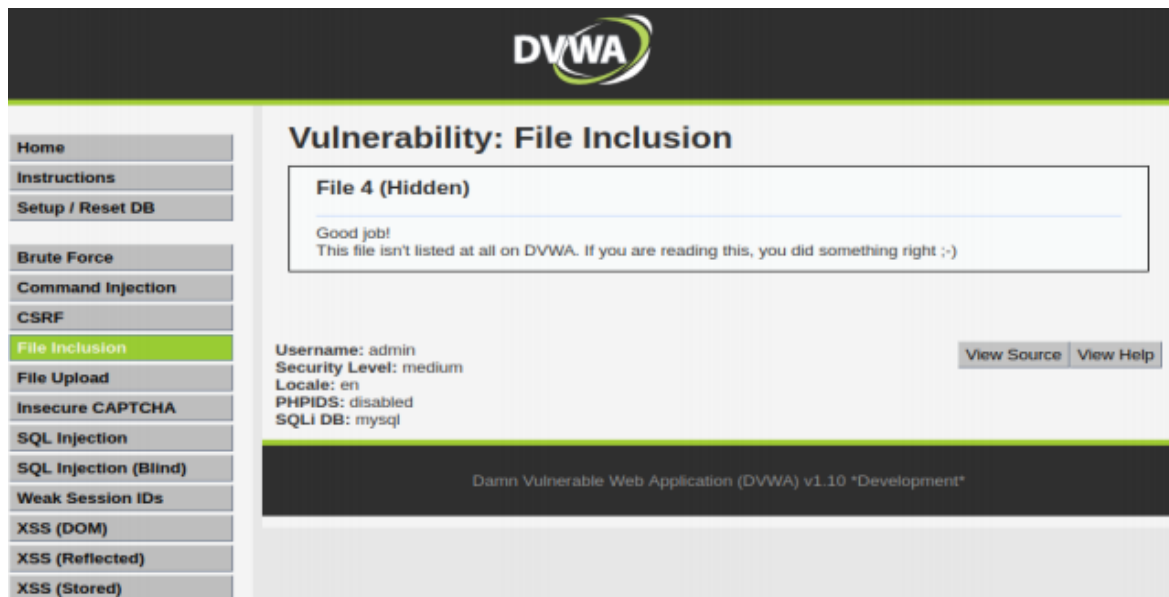 DVWA
Home
Instructions
Setup / Reset DB
Brute Force
Command Injection
CSRF
File Inclusion
File Upload
Insecure CAPTCHA
SQL Injection
SQL Injection (Blind)
Weak Session IDs
XSS (DOM)
XSS (Reflected)
XSS (Stored)
Vulnerability: File Inclusion
File 4 (Hidden)
Good job!
This file isn't listed at all on DVWA. If you are reading this, you did something right ;-)
Username: admin
Security Level: medium
Locale: en
PHPIDS: disabled
SQLi DB: mysql
View Source View Help
Damn Vulnerable Web Application (DVWA) v1.10 *Development*